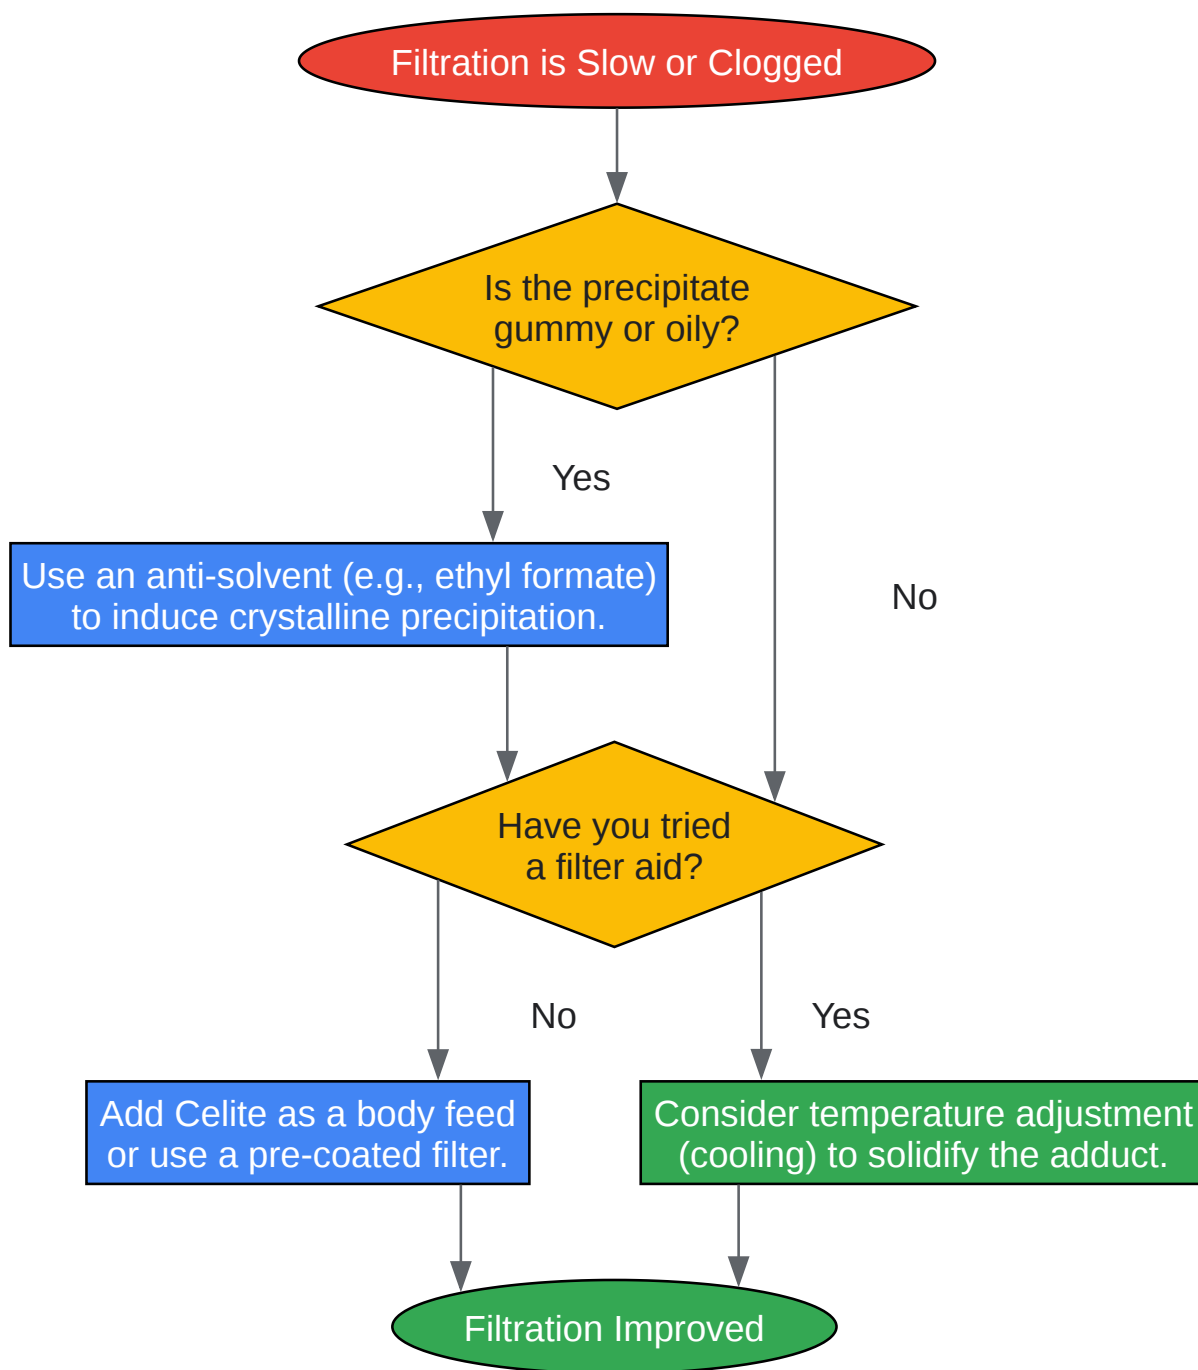 Filtration is Slow or Clogged
Is the precipitate
gummy or oily?
Yes
Use an anti-solvent (e.g., ethyl formate)
to induce crystalline precipitation.
No
Have you tried
a filter aid?
No
Yes
Add Celite as a body feed
or use a pre-coated filter.
Consider temperature adjustment
(cooling) to solidify the adduct.
Filtration Improved